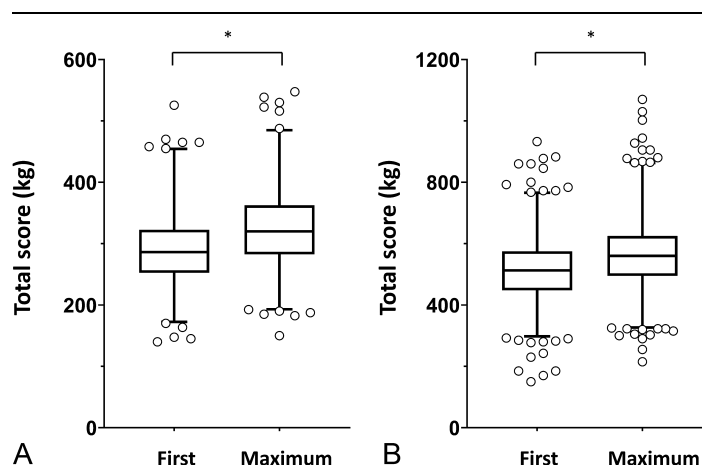 *
600
400
200
0
Total score (kg)
First
Maximum
A
*
1200
800
400
0
Total score (kg)
First
Maximum
B